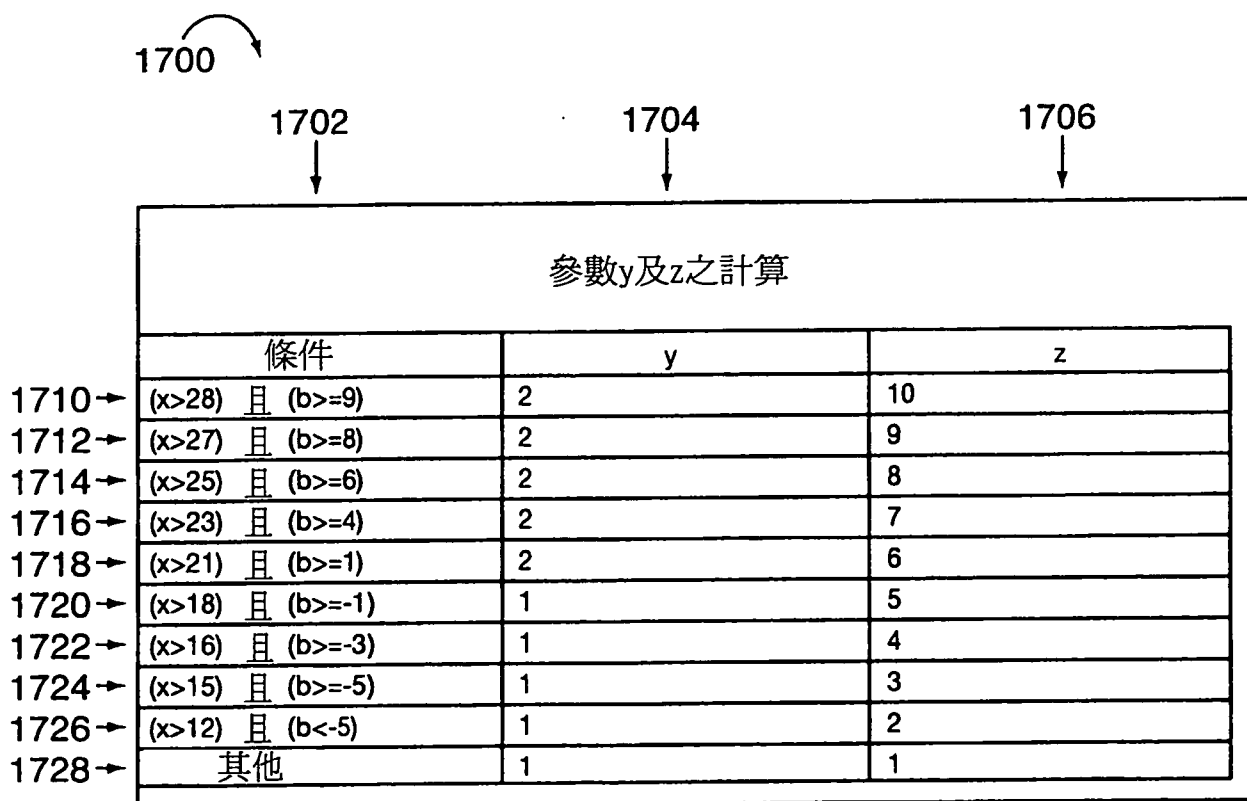 1700
1702 1704 1706
參數y及z之計算
條件 y z
1710 (x>28) 且 (b>=9) 2 10
1712 (x>27) 且 (b>=8) 2 9
1714 (x>25) 且 (b>=6) 2 8
1716 (x>23) 且 (b>=4) 2 7
1718 (x>21) 且 (b>=1) 2 6
1720 (x>18) 且 (b>=-1) 1 5
1722 (x>16) 且 (b>=-3) 1 4
1724 (x>15) 且 (b>=-5) 1 3
1726 (x>12) 且 (b<-5) 1 2
1728 其他 1 1